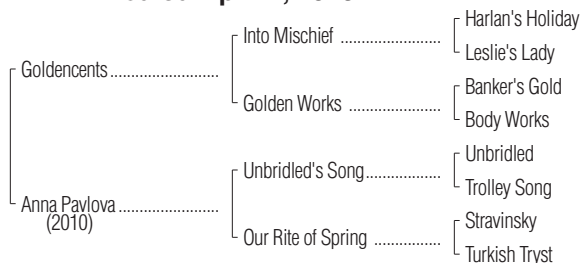 Harlan's Holiday
Into Mischief ....................
Leslie's Lady
Goldencents ...........................
Banker's Gold
Golden Works ....................
Body Works
Unbridled
Unbridled's Song .................
Trolley Song
Anna Pavlova .........................
(2010)
Stravinsky
Our Rite of Spring ...............
Turkish Tryst